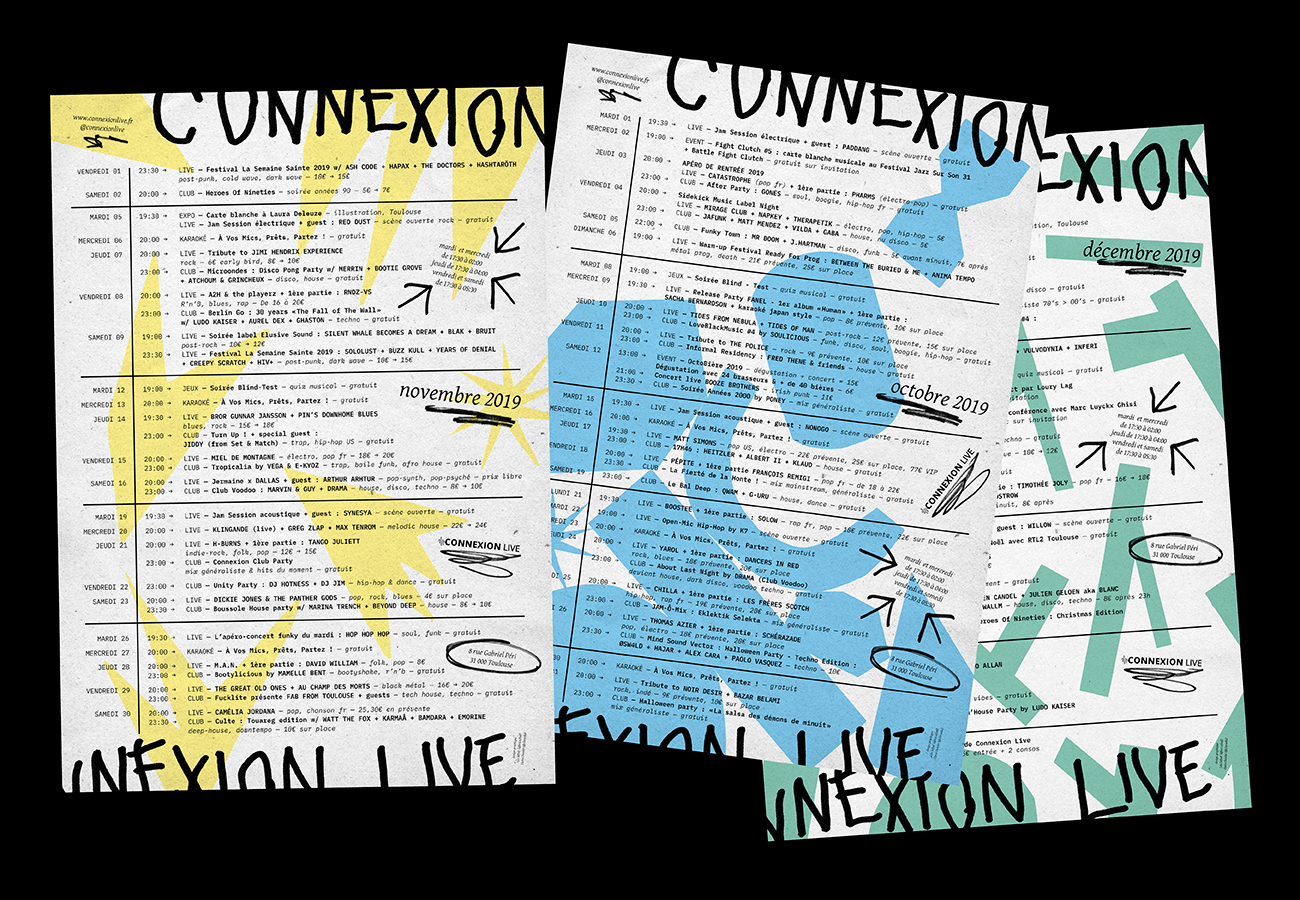 www.connexionlive.fr
@connexionlive
CONNEXION
VENDREDI 01 23:30 → LIVE – Festival La Semaine Sainte 2019 w/ ASH CODE + HAPAX + THE DOCTORS + HASHTARÖTH
post-punk, cold wave, dark wave – 10€ → 15€
SAMEDI 02 20:00 → CLUB – Heroes Of Nineties – soirée années 90 – 5€ → 7€
MARDI 05 19:30 → EXPO – Carte blanche à Laura Deleuze – illustration, Toulouse
LIVE – Jam Session électrique + guest : RED DUST – scène ouverte rock – gratuit
MERCREDI 06 20:00 → KARAOKÉ – À Vos Mics, Prêts, Partez ! – gratuit
JEUDI 07 20:00 → LIVE – Tribute to JIMI HENDRIX EXPERIENCE
rock – 6€ early bird, 8€ → 10€
23:00 → CLUB – Microondes : Disco Pong Party w/ MERRIN + BOOTIE GROVE
+ ATCHOUM & GRINCHEUX – disco, house – gratuit
VENDREDI 08 20:00 → LIVE – A2H & the playerz + 1ère partie : RNDZ-VS
R'n'B, blues, rap – De 16 à 20€
23:00 → CLUB – Berlin Go : 30 years «The Fall of The Wall»
w/ LUDO KAISER + AUREL DEX + GHASTON – techno – gratuit
SAMEDI 09 19:00 → LIVE – Soirée label Elusive Sound : SILENT WHALE BECOMES A DREAM + BLAK + BRUIT
post-rock – 10€ → 12€
23:30 → LIVE – Festival La Semaine Sainte 2019 : SOLOLUST + BUZZ KULL + YEARS OF DENIAL
+ CREEPY SCRATCH + HIV+ – post-punk, dark wave – 10€ → 15€
mardi et mercredi
de 17:30 à 02:00
jeudi de 17:30 à 04:00
vendredi et samedi
de 17:30 à 05:30
MARDI 12 19:00 → JEUX – Soirée Blind-Test – quiz musical – gratuit
MERCREDI 13 20:00 → KARAOKÉ – À Vos Mics, Prêts, Partez ! – gratuit
JEUDI 14 19:30 → LIVE – BROR GUNNAR JANSSON + PIN'S DOWNHOME BLUES
blues, rock – 15€ → 18€
23:00 → CLUB – Turn Up ! + special guest :
JIDDY (from Set & Match) – trap, hip-hop US – gratuit
VENDREDI 15 20:00 → LIVE – MIEL DE MONTAGNE – électro, pop fr – 18€ → 20€
23:00 → CLUB – Tropicalia by VEGA & E-KYOZ – trap, baile funk, afro house – gratuit
SAMEDI 16 20:00 → LIVE – Jermaine x DALLAS + guest : ARTHUR ARHTUR – pop-synth, pop-psyché – prix libre
23:00 → CLUB – Club Voodoo : MARVIN & GUY + DRAMA – house, disco, techno – 8€ → 10€
novembre 2019
MARDI 19 19:30 → LIVE – Jam Session acoustique + guest : SYNESYA – scène ouverte – gratuit
MERCREDI 20 20:00 → LIVE – KLINGANDE (live) + GREG ZLAP + MAX TENROM – melodic house – 22€ → 24€
JEUDI 21 20:00 → LIVE – H-BURNS + 1ère partie : TANGO JULIETT
indie-rock, folk, pop – 12€ → 15€
23:00 → CLUB – Connexion Club Party
mix généraliste & hits du moment – gratuit
VENDREDI 22 23:00 → CLUB – Unity Party : DJ HOTNESS + DJ JIM – hip-hop & dance – gratuit
SAMEDI 23 20:00 → LIVE – DICKIE JONES & THE PANTHER GODS – pop, rock, blues – 4€ sur place
23:30 → CLUB – Boussole House party w/ MARINA TRENCH + BEYOND DEEP – house – 8€ → 10€
CONNEXION LIVE
MARDI 26 19:30 → LIVE – L'apéro-concert funky du mardi : HOP HOP HOP – soul, funk – gratuit
MERCREDI 27 20:00 → KARAOKÉ – À Vos Mics, Prêts, Partez ! – gratuit
JEUDI 28 20:00 → LIVE – M.A.N. + 1ère partie : DAVID WILLIAM – folk, pop – 8€
23:00 → CLUB – Bootylicious by MAMELLE BENT – bootyshake, r'n'b – gratuit
VENDREDI 29 20:00 → LIVE – THE GREAT OLD ONES + AU CHAMP DES MORTS – black métal – 16€ → 20€
23:00 → CLUB – Fucklite présente FAB FROM TOULOUSE + guests – tech house, techno – gratuit
SAMEDI 30 20:00 → LIVE – CAMÉLIA JORDANA – pop, chanson fr – 25,30€ en prévente
23:30 → CLUB – Culte : Touareg edition w/ WATT THE FOX + KARMAÂ + BAMDARA + EMORINE
deep-house, downtempo – 10€ sur place
8 rue Gabriel Péri
31 000 Toulouse
NNEXION LIVE
www.connexionlive.fr
@connexionlive
CONNEXION
MARDI 01 19:30 → LIVE – Jam Session électrique + guest : PADDANG – scène ouverte – gratuit
MERCREDI 02 19:00 → EVENT – Fight Clutch 05 : carte blanche musicale au Festival Jazz Sur Son 31
+ Battle Fight Clutch – gratuit sur invitation
JEUDI 03 APÉRO DE RENTRÉE 2019
20:00 → LIVE – CATASTROPHE (pop fr) + 1ère partie : PHARMS (électro-pop) – gratuit
23:00 → CLUB – After Party : GONES – soul, boogie, hip-hop fr – gratuit
VENDREDI 04 Sidekick Music Label Night
20:00 → LIVE – MIRAGE CLUB + NAPKEY + THERAPETIK – électro, pop, hip-hop – 5€
23:00 → CLUB – JAFUNK + MATT MENDEZ + VILDA + GABA – house, nu disco – 5€
SAMEDI 05 22:00 → CLUB – Funky Town : MR BOOM + J.HARTMAN – disco, funk – 5€ avant minuit, 7€ après
DIMANCHE 06 19:00 → LIVE – Warm-up Festival Ready For Prog : BETWEEN THE BURIED & ME + ANIMA TEMPO
métal prog, death – 21€ prévente, 25€ sur place
MARDI 08 19:00 → JEUX – Soirée Blind - Test – quiz musical – gratuit
MERCREDI 09 19:30 → LIVE – Release Party FANEL - 1er album «Human» + 1ère partie :
SACHA BERNARDSON + karaoké japan style – pop – 8€ prévente, 10€ sur place
JEUDI 10 20:00 → LIVE – TIDES FROM NEBULA + TIDES OF MAN – post-rock – 12€ prévente, 15€ sur place
23:00 → CLUB – LoveBlackMusic #4 by SOULICIOUS – funk, disco, soul, boogie, hip-hop – gratuit
VENDREDI 11 20:00 → LIVE – Tribute to THE POLICE – rock – 9€ prévente, 10€ sur place
23:00 → CLUB – Informal Residency : FRED THENE & friends – house – gratuit
SAMEDI 12 13:00 → EVENT – OctoBière 2019 – dégustation + concert – 15€
Dégustation avec 24 brasseurs & + de 40 bières – 6€
21:00 → Concert live BOOZE BROTHERS – irish punk – 11€
23:30 → CLUB – Soirée Années 2000 by PONEY – mix généraliste – gratuit
octobre 2019
MARDI 15 19:30 → LIVE – Jam Session acoustique + guest : NONOGO – scène ouverte – gratuit
MERCREDI 16 20:00 → KARAOKÉ – À Vos Mics, Prêts, Partez ! – gratuit
JEUDI 17 19:30 → LIVE – MATT SIMONS – pop US, électro – 22€ prévente, 25€ sur place, 77€ VIP
23:00 → CLUB – 17H46 : HEITZLER + ALBERT II + KLAUD – house – gratuit
VENDREDI 18 20:00 → LIVE – PÉPITE + 1ère partie FRANÇOIS REMIGI – pop fr – de 18 à 22€
23:30 → CLUB – La Fierté de la Honte ! – mix mainstream, généraliste – gratuit
SAMEDI 19 23:00 → CLUB – Le Bal Deep : QWAM + G-URU – house, dance – gratuit
CONNEXION LIVE
LUNDI 21 → LIVE – BOOSTEE + 1ère partie : SOLOW – rap fr, pop – 18€ prévente, 22€ sur place
19:30 → LIVE – Open-Mic Hip-Hop by K7 – scène ouverte – gratuit
20:00 → KARAOKÉ – À Vos Mics, Prêts, Partez ! – gratuit
20:00 → LIVE – YAROL + 1ère partie : DANCERS IN RED
rock, blues – 18€ prévente, 20€ sur place
23:00 → CLUB – About Last Night by DRAMA (Club Voodoo)
devient house, dark disco, voodoo techno – gratuit
20:00 → LIVE – CHILLA + 1ère partie : LES FRÈRES SCOTCH
hip-hop, rap fr – 19€ prévente, 20€ sur place
CLUB – JAM-Ô-Mix : Eklektik Selekta – mix généraliste – gratuit
20:00 → LIVE – THOMAS AZIER + 1ère partie : SCHÉRAZADE
pop, électro – 18€ prévente, 20€ sur place
23:30 → CLUB – Mind Sound Vector : Halloween Party - Techno Edition :
OSW4LD + HAJAR + ALEX CARA + PAOLO VASQUEZ – techno – 10€
mardi et mercredi
de 17:30 à 02:00
jeudi de 17:30 à 04:00
vendredi et samedi
de 17:30 à 05:30
20:00 → KARAOKÉ – À Vos Mics, Prêts, Partez ! – gratuit
20:00 → LIVE – Tribute to NOIR DESIR + BAZAR BELAMI
rock, indé – 9€ prévente, 10€ sur place
23:00 → CLUB – Halloween party : «La salsa des démons de minuit»
mix généraliste – gratuit
8 rue Gabriel Péri
31 000 Toulouse
NNEXION LIVE
EXION
tion, Toulouse
décembre 2019
uit
iste 70's > 00's – gratuit
#4 :
+ VULVODYNIA + INFERI
ct par Loury Lag
onférence avec Marc Luyckx Ghisi
sur invitation
mardi et mercredi
de 17:30 à 02:00
jeudi de 17:30 à 04:00
vendredi et samedi
de 17:30 à 05:30
echno – gratuit
– 10€ → 12€
: TIMOTHÉE JOLY – pop fr – 16€ → 18€
OSTROW
– gratuit
guest : WILLOW – scène ouverte – gratuit
oël avec RTL2 Toulouse – gratuit
8 rue Gabriel Péri
31 000 Toulouse
EN CANDEL + JULIEN GELOEN aka BLANC
WALLM – house, disco, techno – 8€ après 23h
eroes Of Nineties : Christmas Edition
O ALLAN
CONNEXION LIVE
vibes – gratuit
'House Party by LUDO KAISER
de Connexion Live
€ entrée + 2 consos
NNEXION LIVE